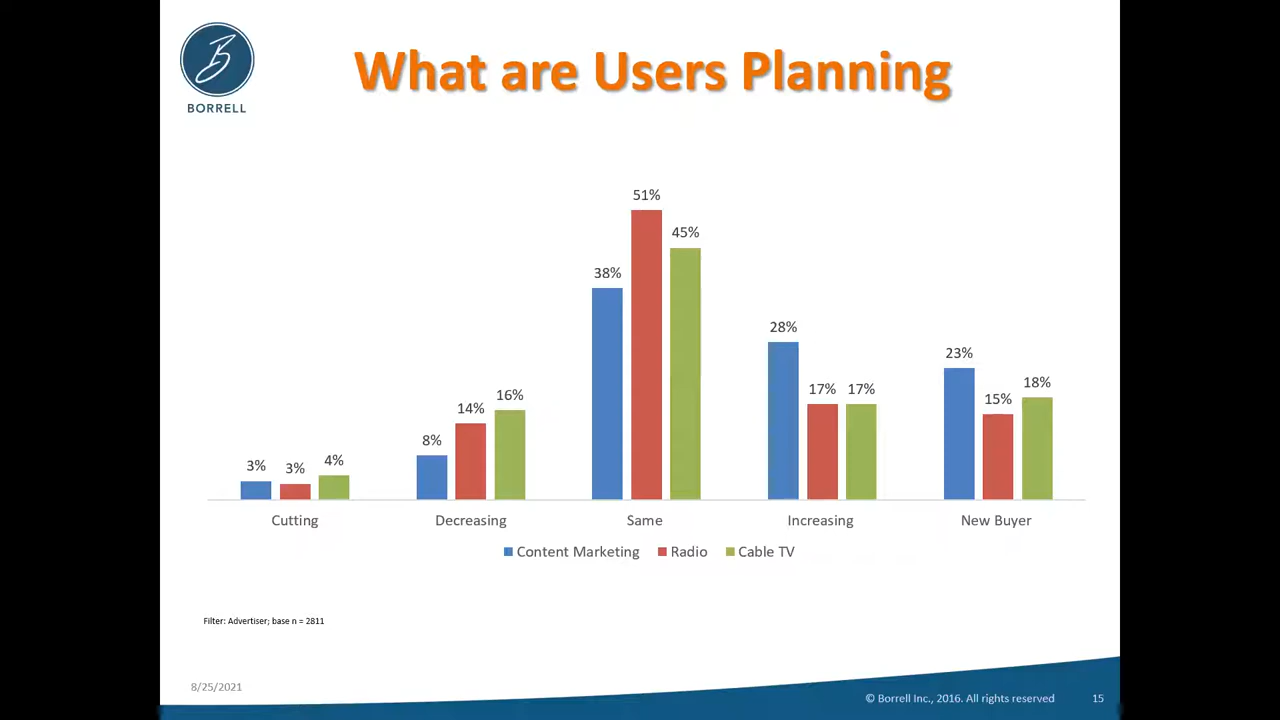 BORRELL
What are Users Planning
51%
45%
38%
28%
23%
18%
17%
17%
15%
16%
14%
8%
3%
3%
4%
Cutting
Decreasing
Same
Increasing
New Buyer
Content Marketing
Radio
Cable TV
Filter: Advertiser; base n = 2811
8/25/2021
© Borrell Inc., 2016. All rights reserved
15